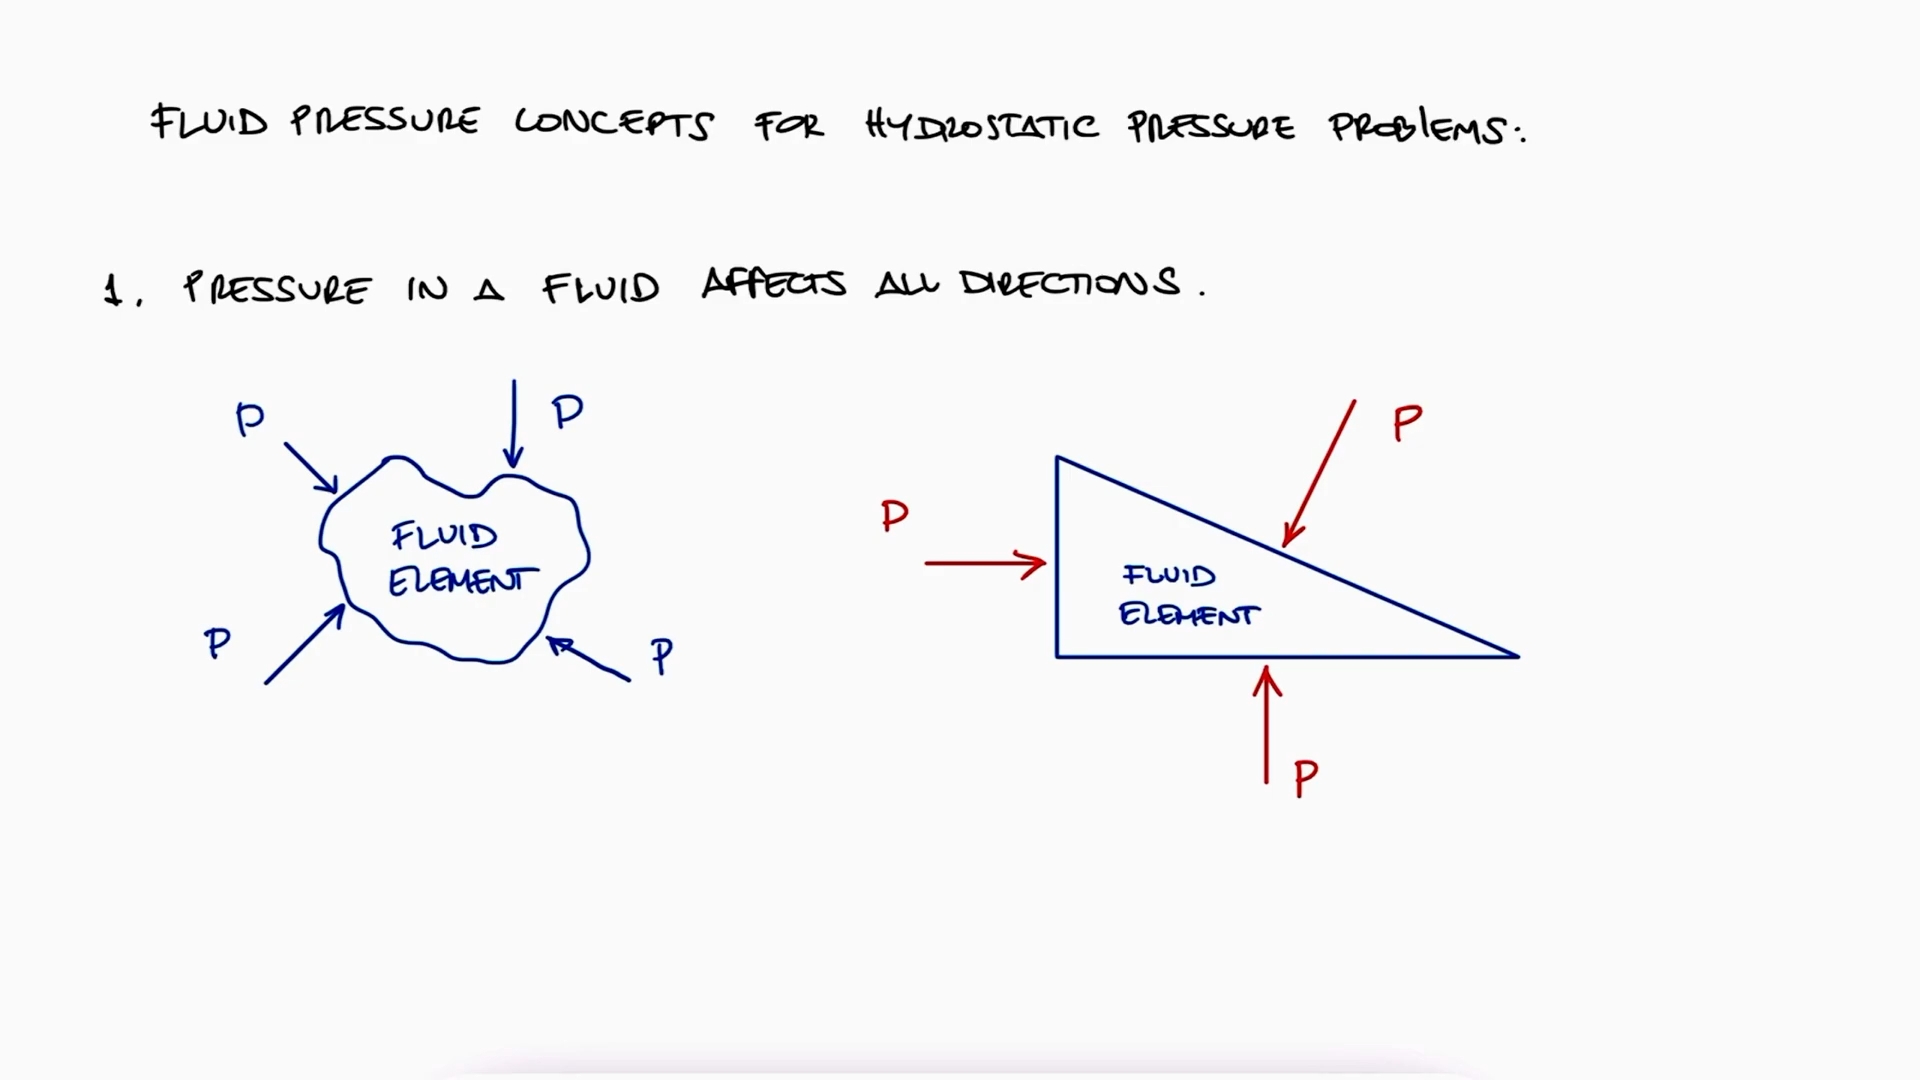 FLUID PRESSURE CONCEPTS FOR HYDROSTATIC PRESSURE PROBlEMS:
1. PRESSURE IN A FLUID AFFECTS ALL DIRECTIONS.
P
P
FLUID
ELEMENT
P
P
P
P
FLUID
ELEMENT
P